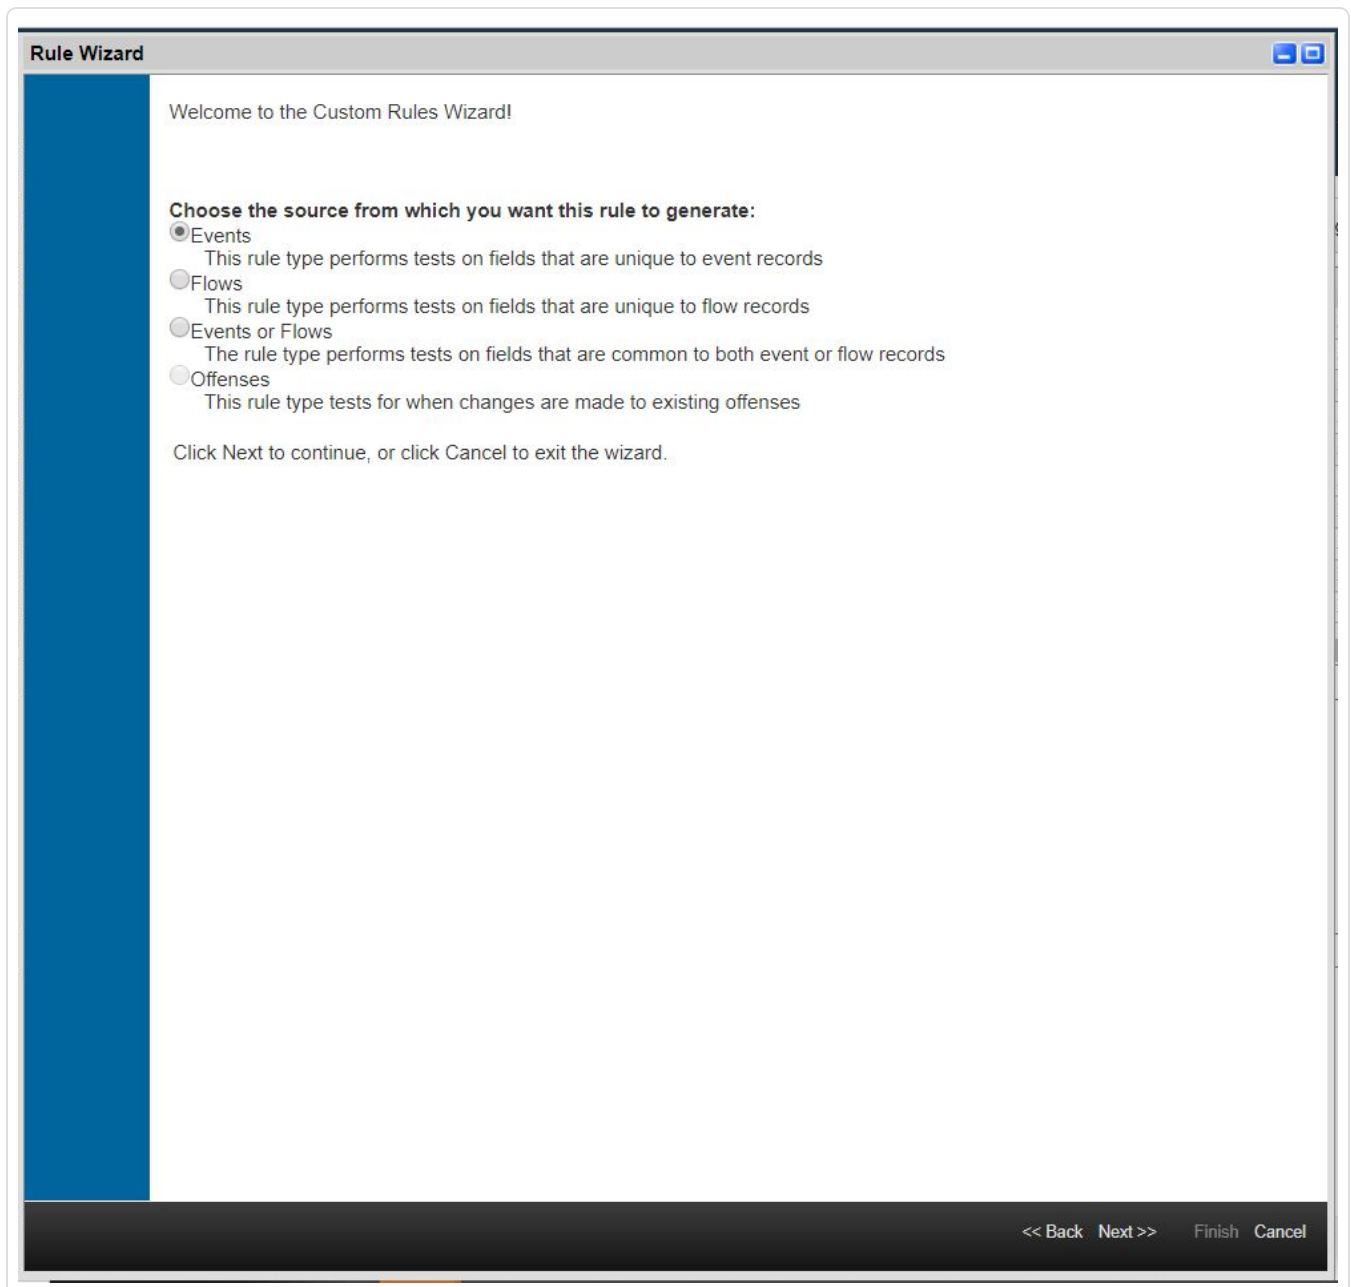 Rule Wizard
Welcome to the Custom Rules Wizard!
Choose the source from which you want this rule to generate:
Events
This rule type performs tests on fields that are unique to event records
Flows
This rule type performs tests on fields that are unique to flow records
Events or Flows
The rule type performs tests on fields that are common to both event or flow records
Offenses
This rule type tests for when changes are made to existing offenses
Click Next to continue, or click Cancel to exit the wizard.
<< Back Next >> Finish Cancel